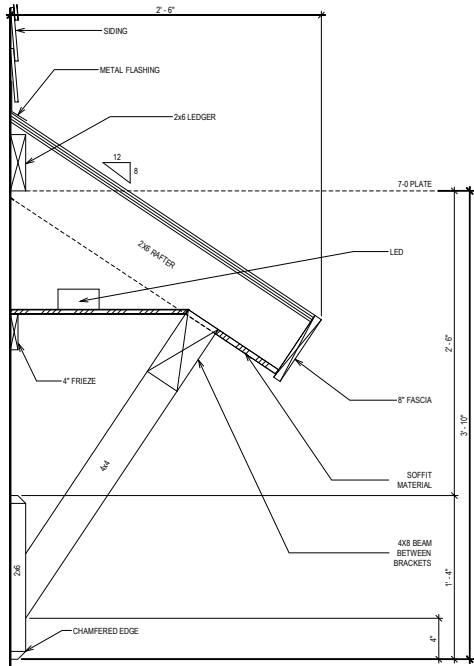 2' - 6"
SIDING
METAL FLASHING
2x6 LEDGER
12
8
7-0 PLATE
2X6 RAFTER
LED
2' - 6"
3' - 10"
4" FRIEZE
8" FASCIA
4x4
SOFFIT
MATERIAL
4X8 BEAM
BETWEEN
BRACKETS
2x6
1' - 4"
CHAMFERED EDGE
4"